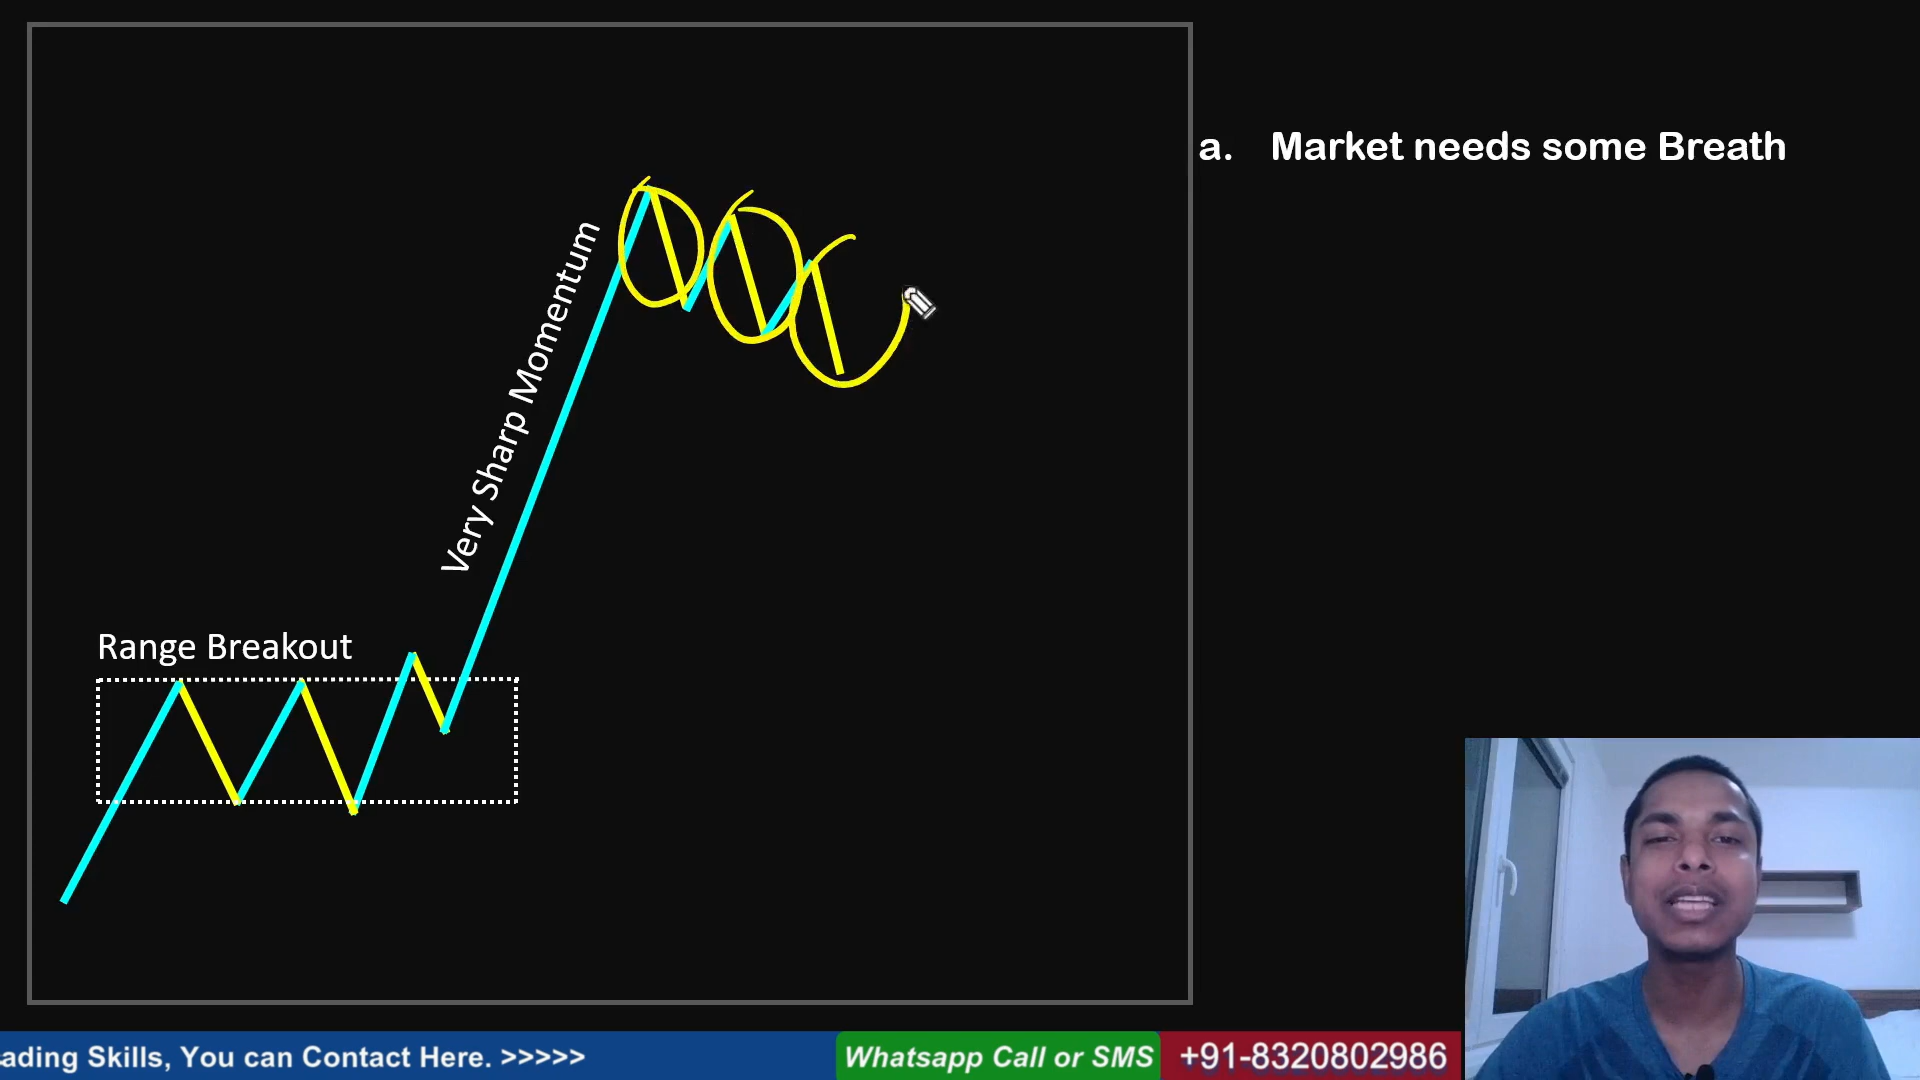 a. Market needs some Breath
Very Sharp Momentum
Range Breakout
ading Skills, You can Contact Here. >>>>>
Whatsapp Call or SMS
+91-8320802986